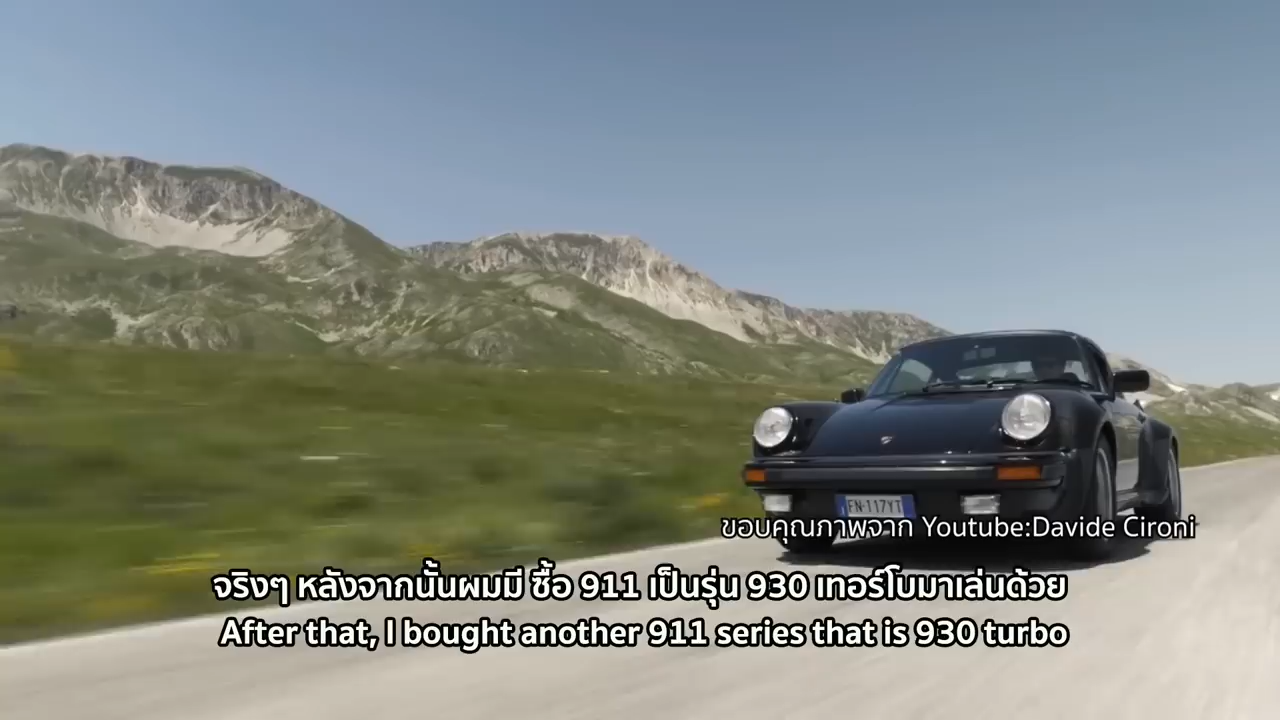 FN·117YT
ขอบคุณภาพจาก Youtube:Davide Cironi
จริงๆ หลังจากนั้นผมมี ซื้อ 911 เป็นรุ่น 930 เทอร์โบมาเล่นด้วย
After that, I bought another 911 series that is 930 turbo